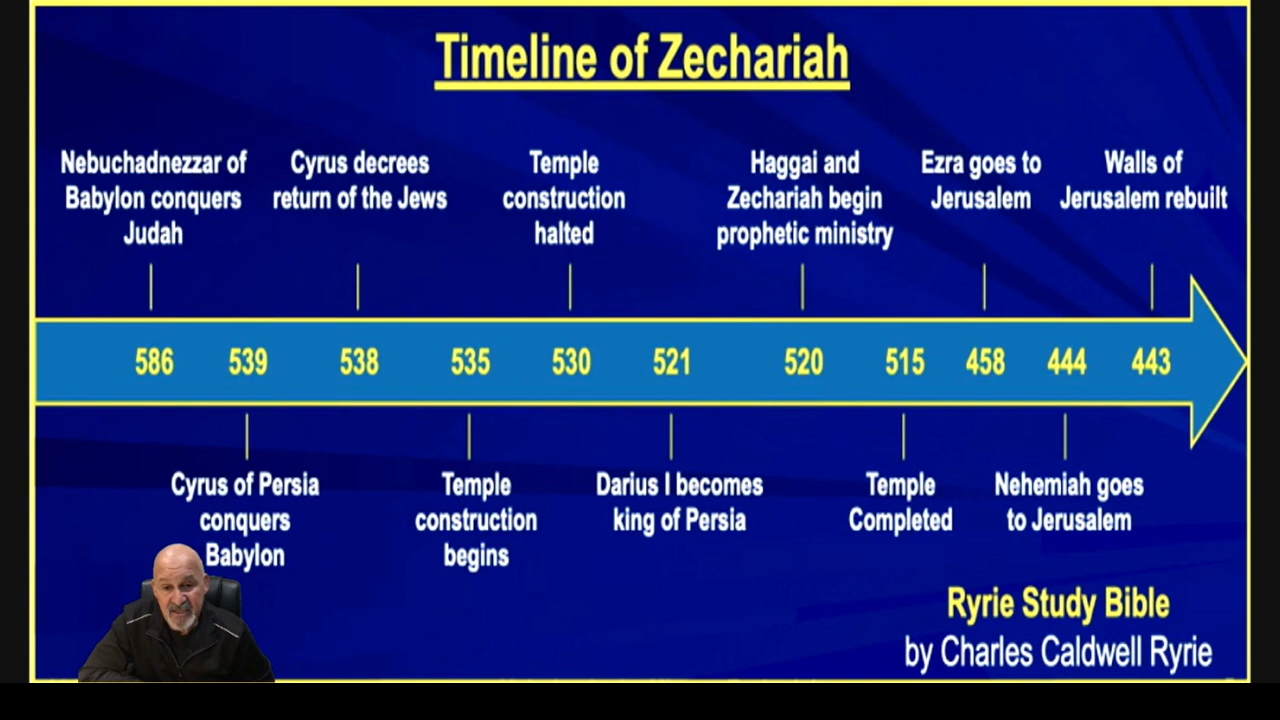 Timeline of Zechariah
Nebuchadnezzar of
Babylon conquers
Judah
Cyrus decrees
return of the Jews
Temple
construction
halted
Haggai and
Zechariah begin
prophetic ministry
Ezra goes to
Jerusalem
Walls of
Jerusalem rebuilt
586 539 538 535 530 521 520 515 458 444 443
Cyrus of Persia
conquers
Babylon
Temple
construction
begins
Darius I becomes
king of Persia
Temple
Completed
Nehemiah goes
to Jerusalem
Ryrie Study Bible
by Charles Caldwell Ryrie